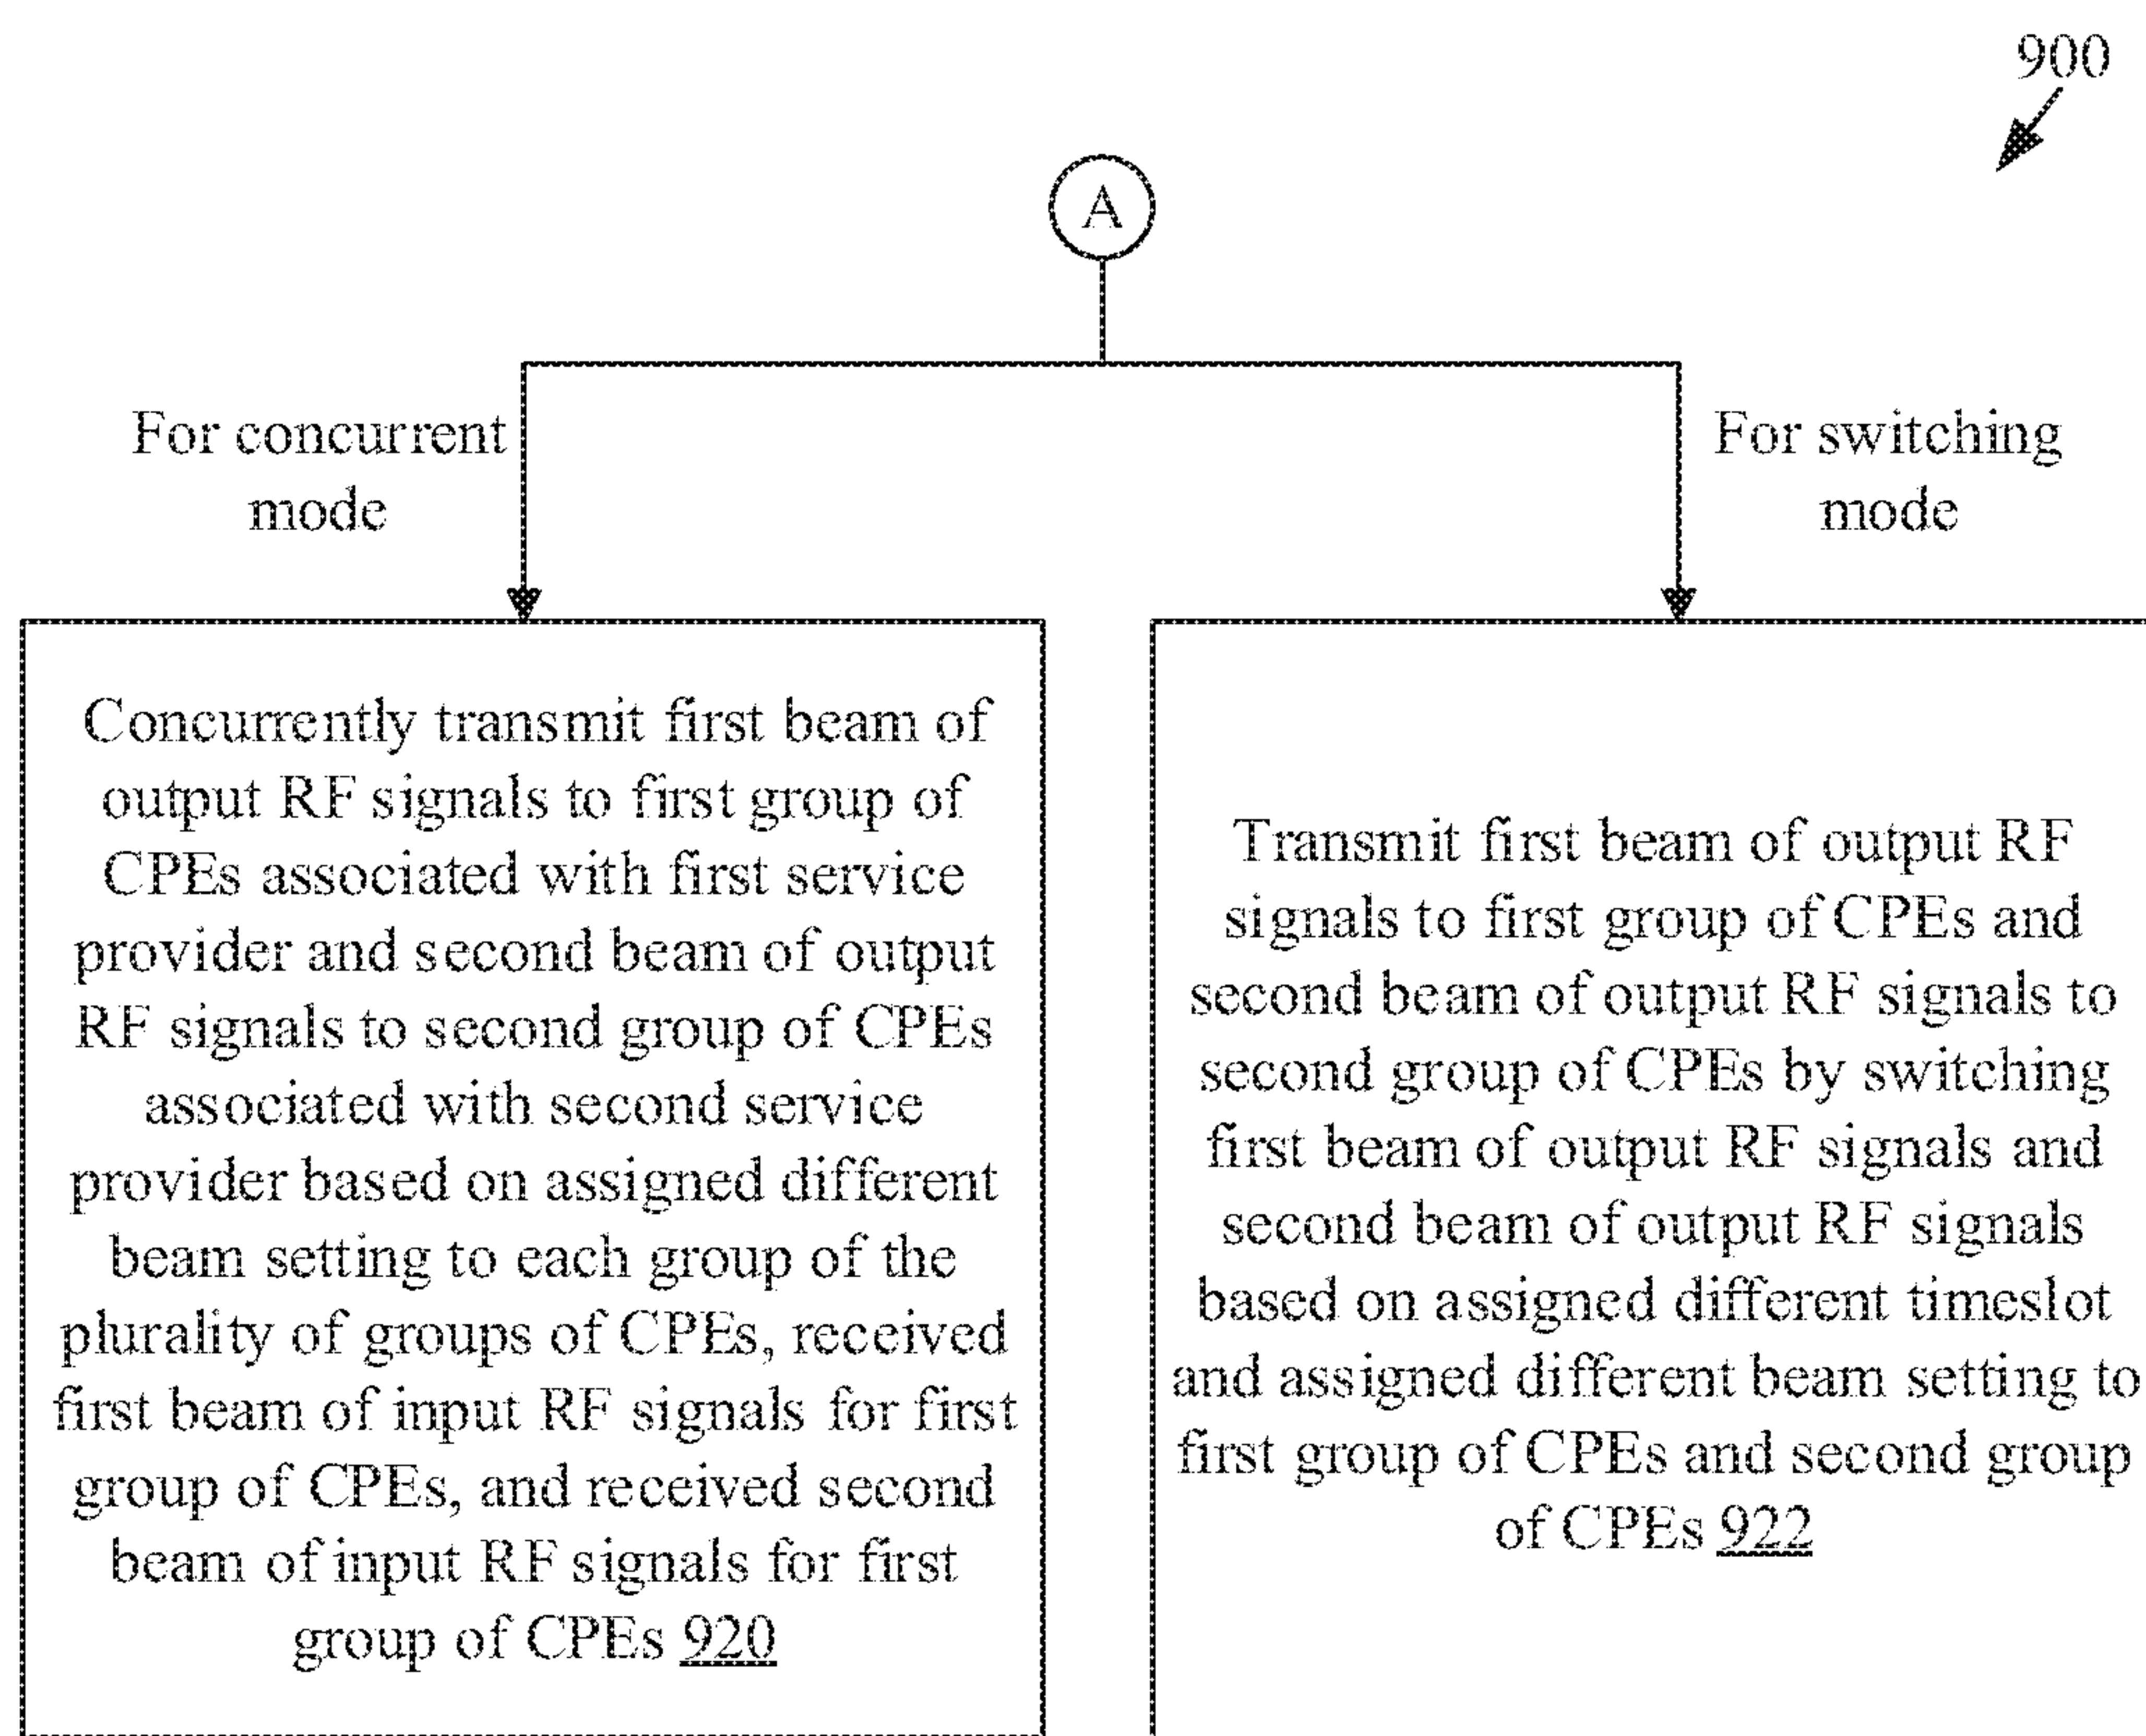 900
A
For concurrent
mode
For switching
mode
Concurrently transmit first beam of
output RF signals to first group of
CPEs associated with first service
provider and second beam of output
RF signals to second group of CPEs
associated with second service
provider based on assigned different
beam setting to each group of the
plurality of groups of CPEs, received
first beam of input RF signals for first
group of CPEs, and received second
beam of input RF signals for first
group of CPEs 920
Transmit first beam of output RF
signals to first group of CPEs and
second beam of output RF signals to
second group of CPEs by switching
first beam of output RF signals and
second beam of output RF signals
based on assigned different timeslot
and assigned different beam setting to
first group of CPEs and second group
of CPEs 922